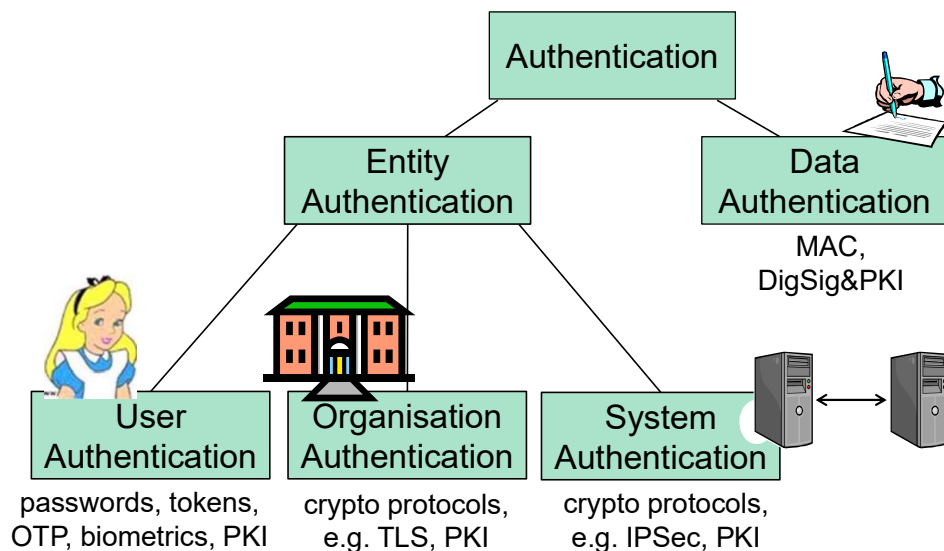 Authentication
Entity
Authentication
Data
Authentication
MAC,
DigSig&PKI
User
Authentication
Organisation
Authentication
System
Authentication
passwords, tokens,
OTP, biometrics, PKI
crypto protocols,
e.g. TLS, PKI
crypto protocols,
e.g. IPSec, PKI